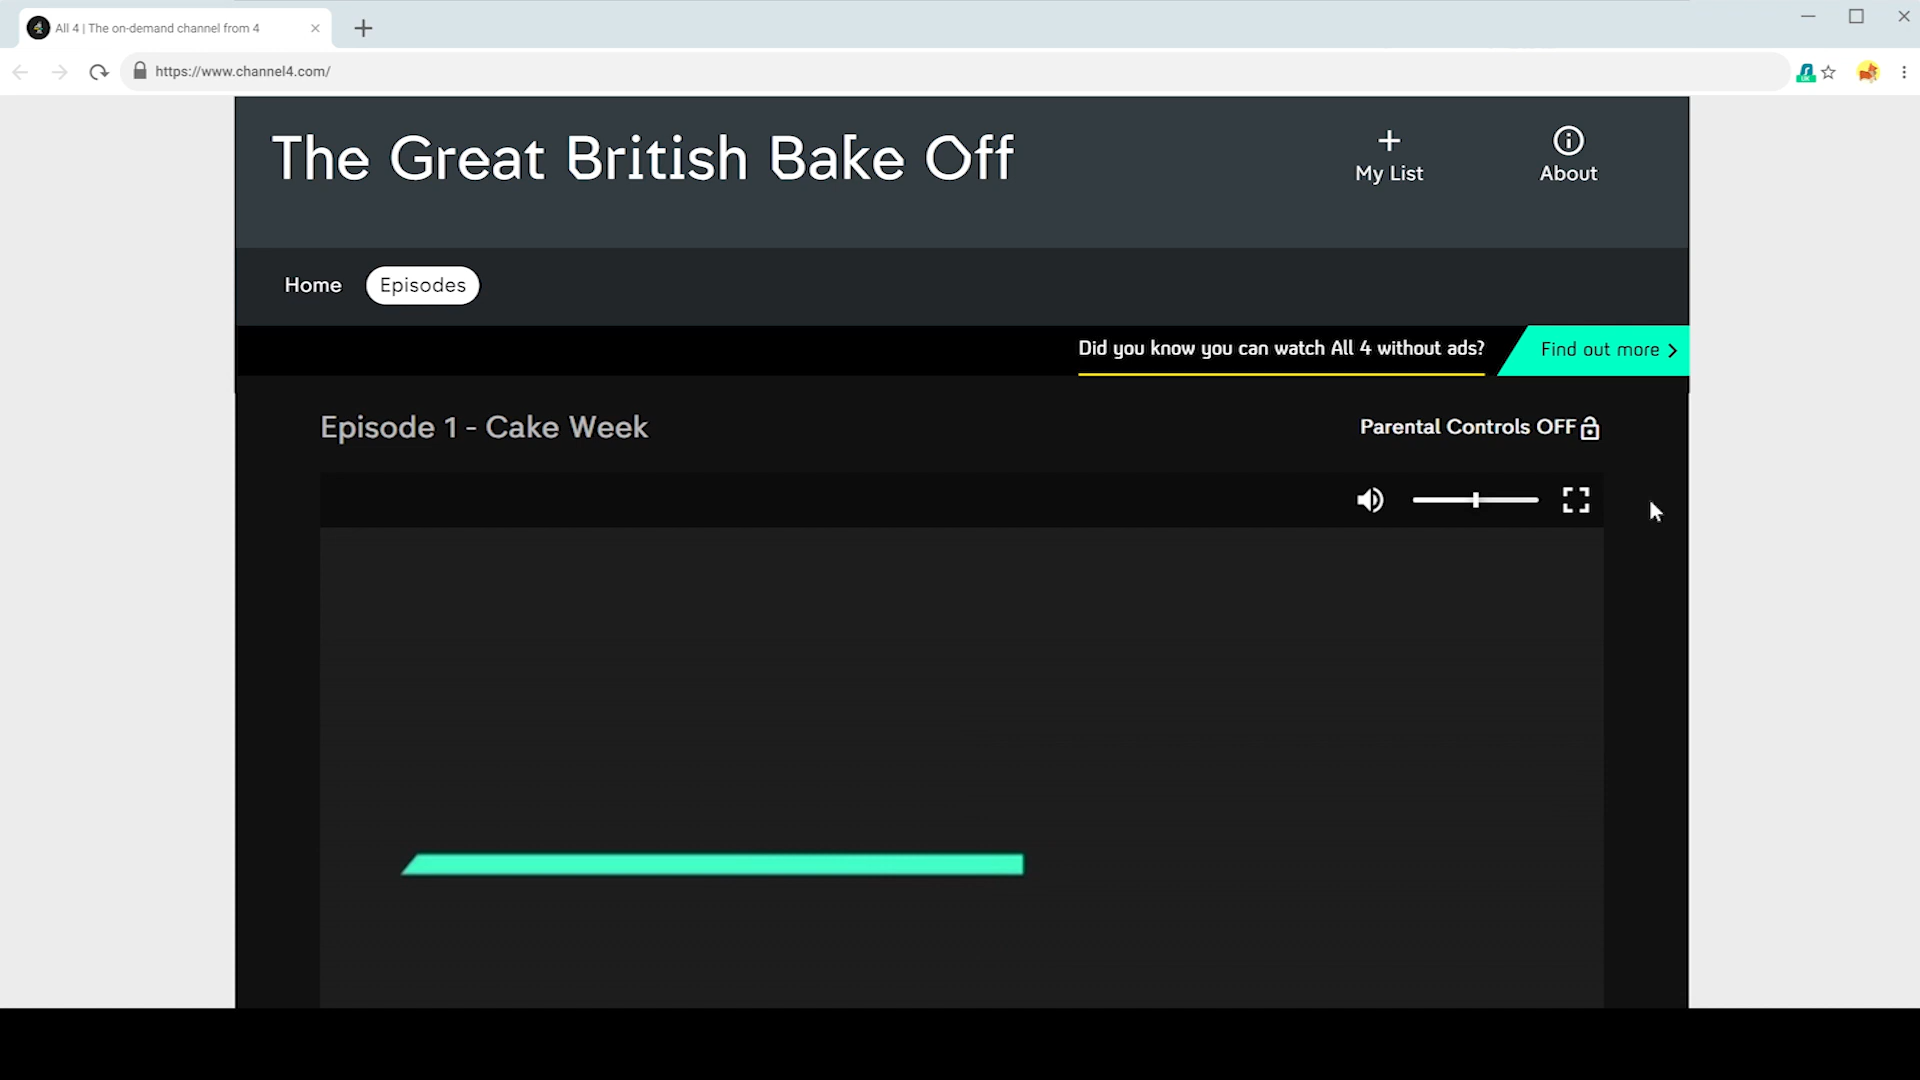 All 4 | The on-demand channel from 4
https://www.channel4.com/
The Great British Bake Off
My List
About
Home
Episodes
Did you know you can watch All 4 without ads?
Find out more
Episode 1 - Cake Week
Parental Controls OFF